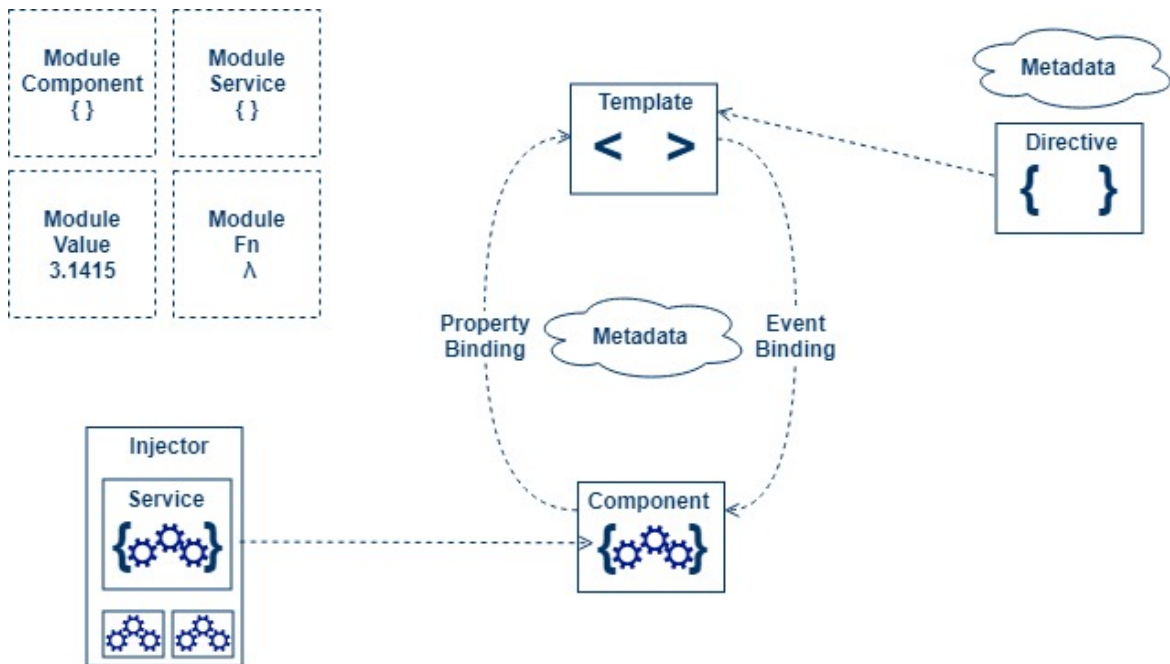 Module
Component
{ }
Module
Service
{ }
Module
Value
3.1415
Module
Fn
λ
Template
< >
Metadata
Directive
{ }
Property
Binding
Metadata
Event
Binding
Injector
Service
{ }
Component
{ }